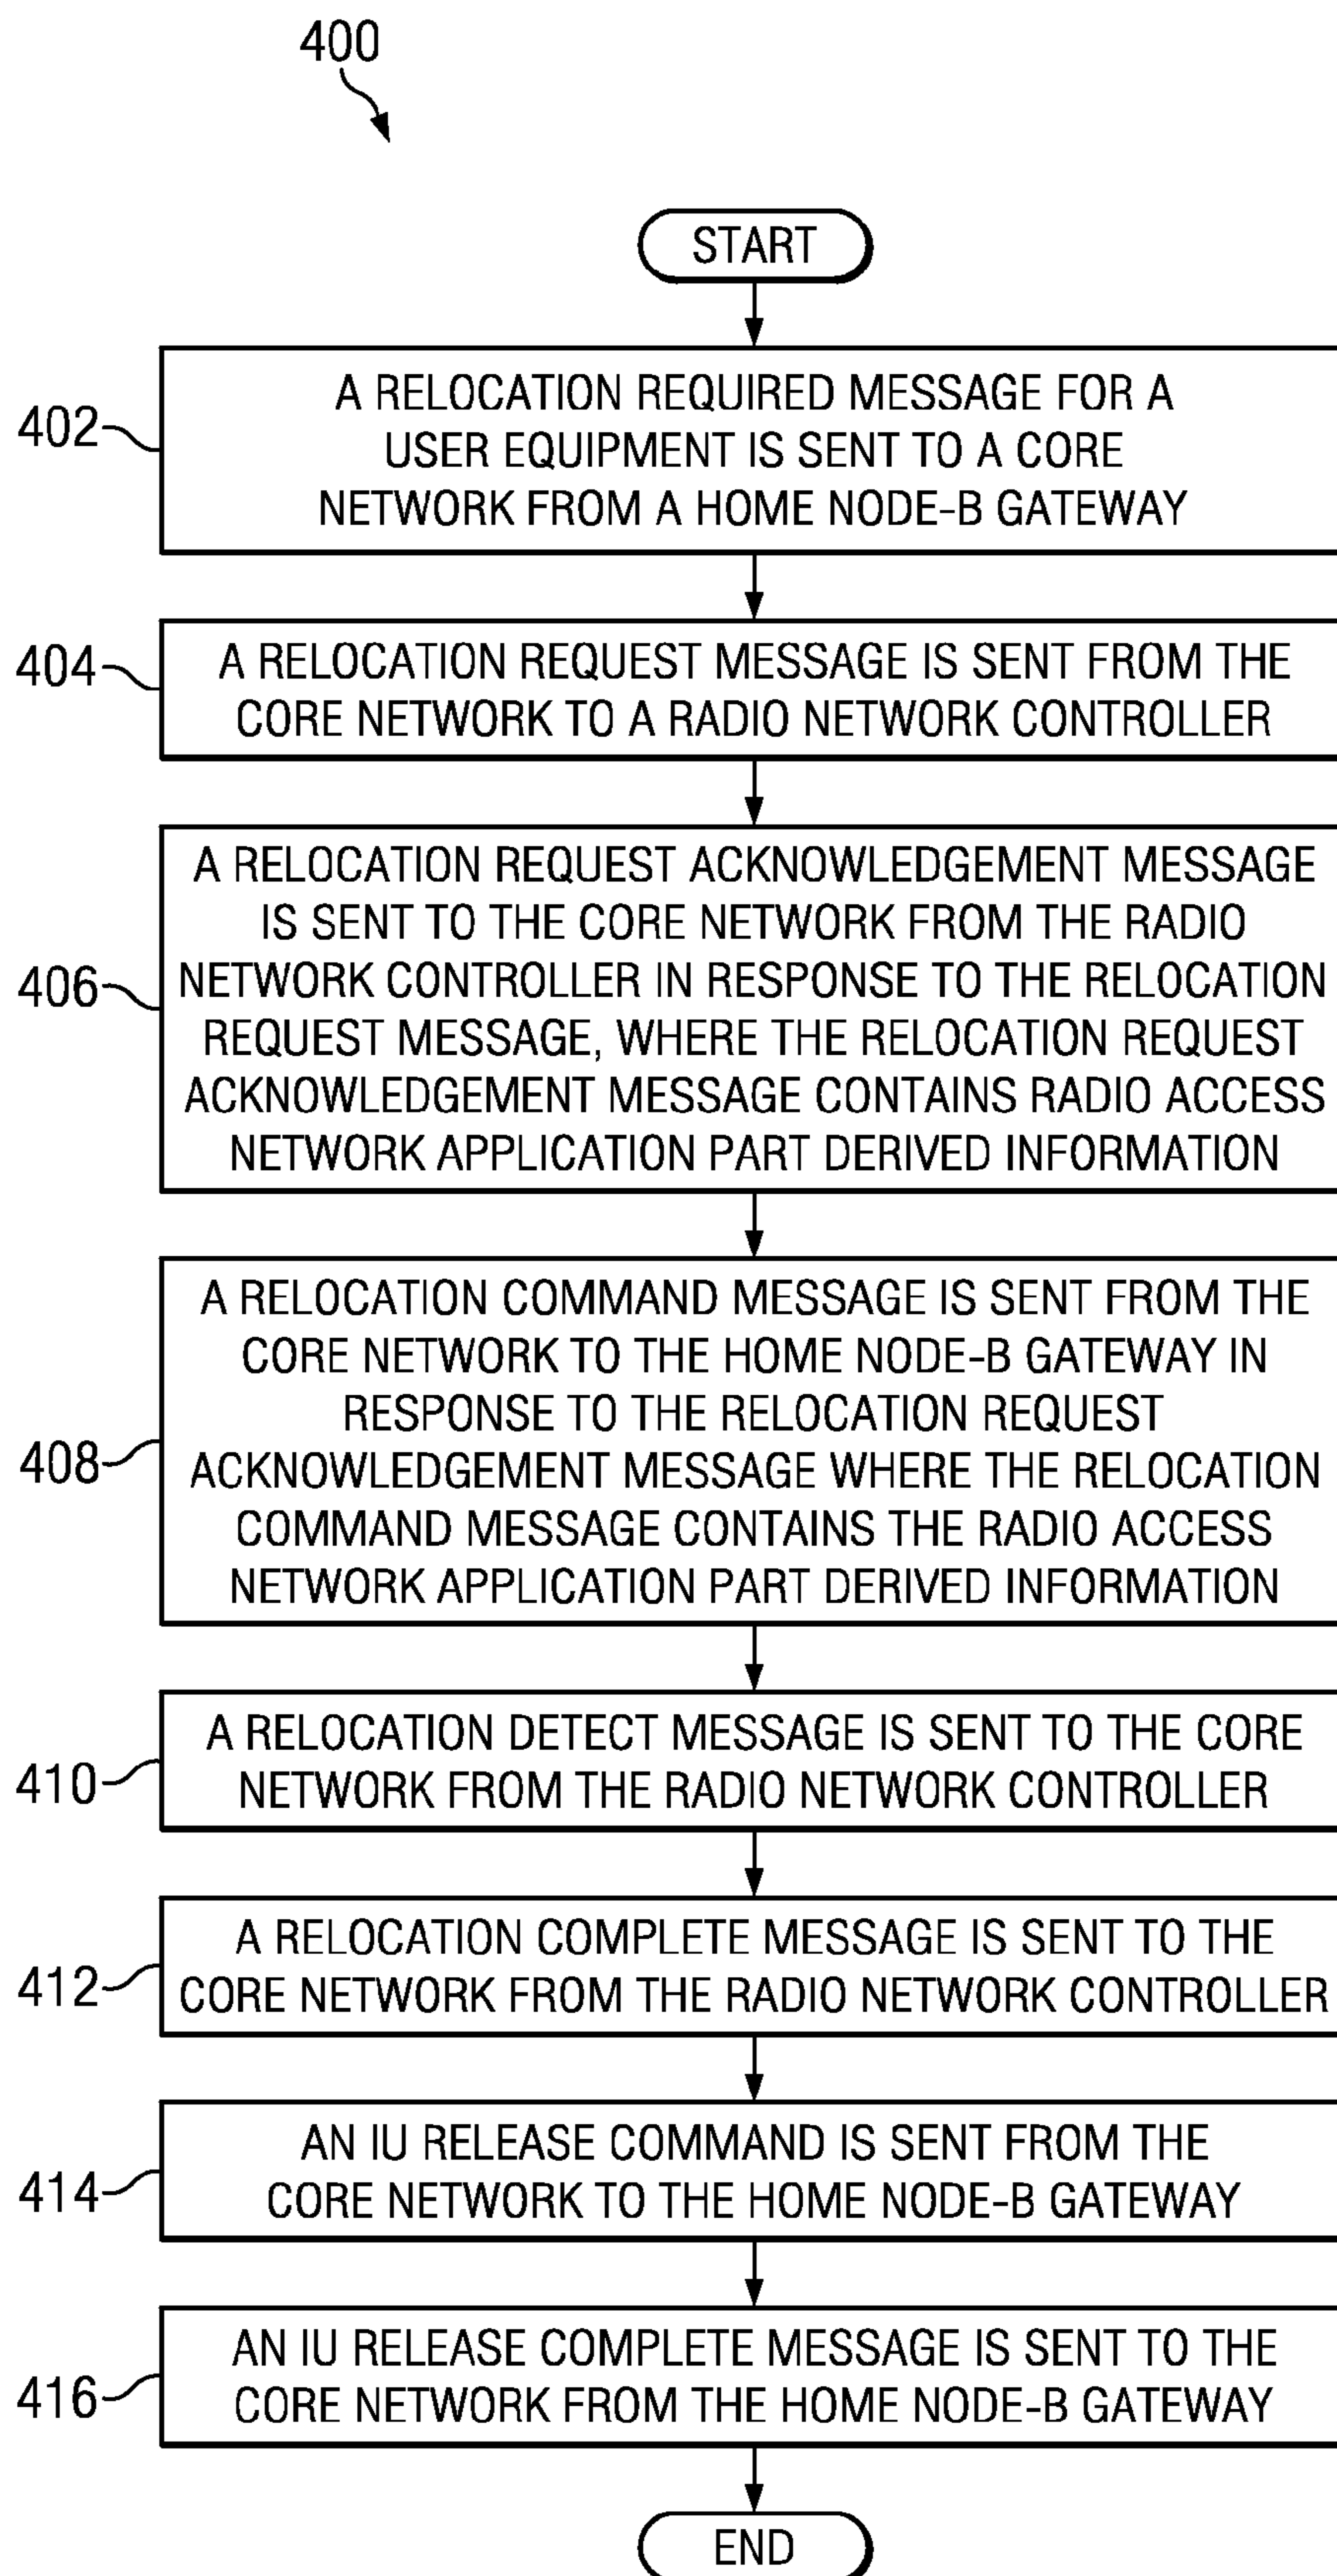 400
START
402
A RELOCATION REQUIRED MESSAGE FOR A
USER EQUIPMENT IS SENT TO A CORE
NETWORK FROM A HOME NODE-B GATEWAY
404
A RELOCATION REQUEST MESSAGE IS SENT FROM THE
CORE NETWORK TO A RADIO NETWORK CONTROLLER
406
A RELOCATION REQUEST ACKNOWLEDGEMENT MESSAGE
IS SENT TO THE CORE NETWORK FROM THE RADIO
NETWORK CONTROLLER IN RESPONSE TO THE RELOCATION
REQUEST MESSAGE, WHERE THE RELOCATION REQUEST
ACKNOWLEDGEMENT MESSAGE CONTAINS RADIO ACCESS
NETWORK APPLICATION PART DERIVED INFORMATION
408
A RELOCATION COMMAND MESSAGE IS SENT FROM THE
CORE NETWORK TO THE HOME NODE-B GATEWAY IN
RESPONSE TO THE RELOCATION REQUEST
ACKNOWLEDGEMENT MESSAGE WHERE THE RELOCATION
COMMAND MESSAGE CONTAINS THE RADIO ACCESS
NETWORK APPLICATION PART DERIVED INFORMATION
410
A RELOCATION DETECT MESSAGE IS SENT TO THE CORE
NETWORK FROM THE RADIO NETWORK CONTROLLER
412
A RELOCATION COMPLETE MESSAGE IS SENT TO THE
CORE NETWORK FROM THE RADIO NETWORK CONTROLLER
414
AN IU RELEASE COMMAND IS SENT FROM THE
CORE NETWORK TO THE HOME NODE-B GATEWAY
416
AN IU RELEASE COMPLETE MESSAGE IS SENT TO THE
CORE NETWORK FROM THE HOME NODE-B GATEWAY
END